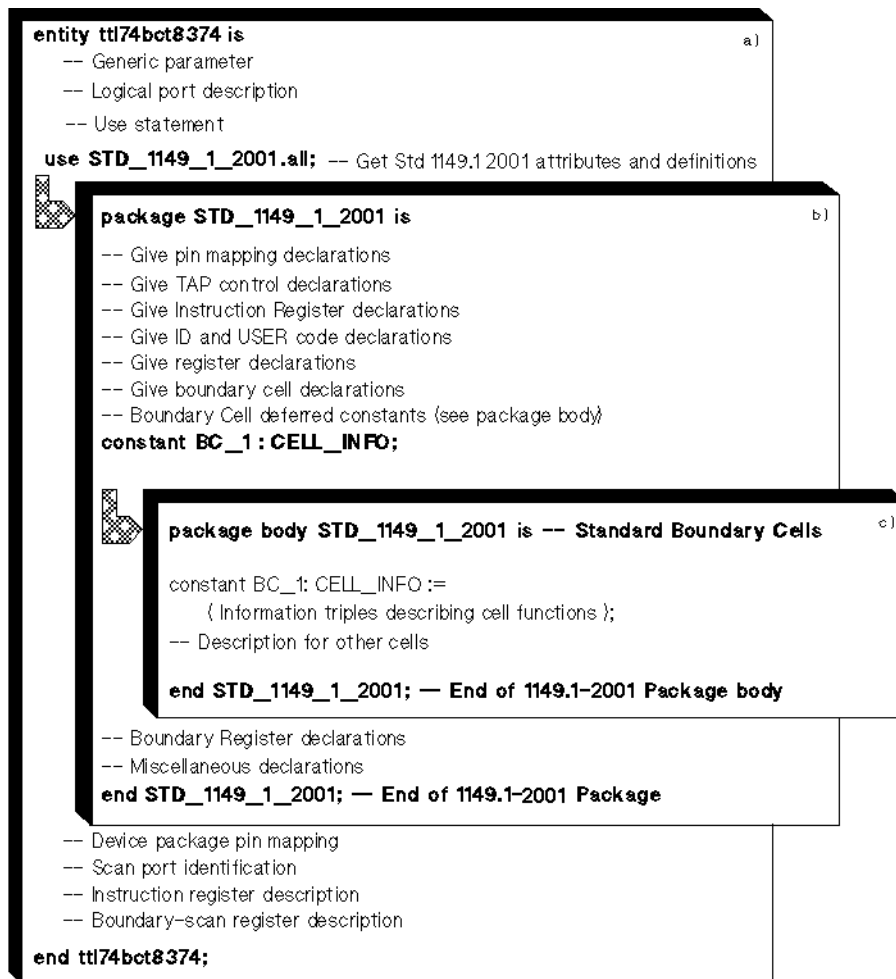 entity ttl74bct8374 is
a)
-- Generic parameter
-- Logical port description
-- Use statement
use STD_1149_1_2001.all; -- Get Std 1149.1 2001 attributes and definitions
package STD_1149_1_2001 is
b)
-- Give pin mapping declarations
-- Give TAP control declarations
-- Give Instruction Register declarations
-- Give ID and USER code declarations
-- Give register declarations
-- Give boundary cell declarations
-- Boundary Cell deferred constants (see package body)
constant BC_1 : CELL_INFO;
package body STD_1149_1_2001 is -- Standard Boundary Cells
c)
constant BC_1: CELL_INFO :=
( Information triples describing cell functions );
-- Description for other cells
end STD_1149_1_2001; — End of 1149.1-2001 Package body
-- Boundary Register declarations
-- Miscellaneous declarations
end STD_1149_1_2001; — End of 1149.1-2001 Package
-- Device package pin mapping
-- Scan port identification
-- Instruction register description
-- Boundary-scan register description
end ttl74bct8374;